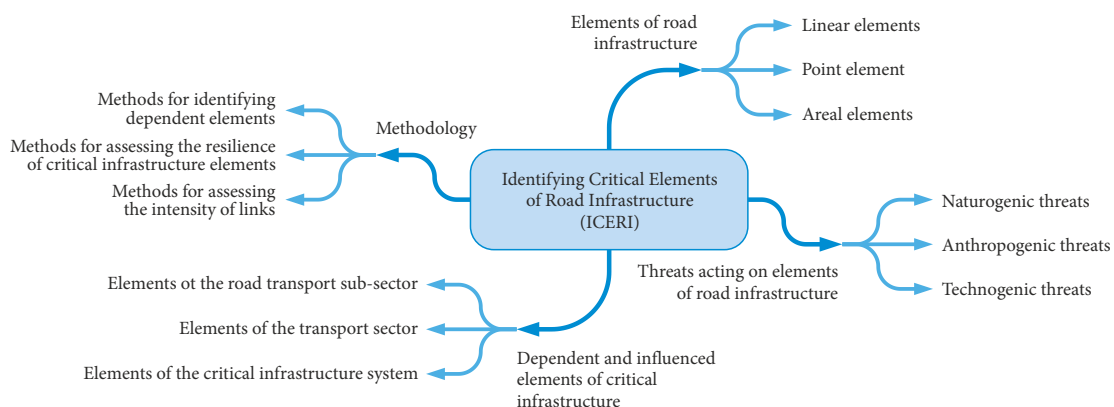 Elements of road
infrastructure
Linear elements
Point element
Areal elements
Methods for identifying
dependent elements
Methodology
Methods for assessing the resilience
of critical infrastructure elements
Methods for assessing
the intensity of links
Identifying Critical Elements
of Road Infrastructure
(ICERI)
Naturogenic threats
Anthropogenic threats
Technogenic threats
Threats acting on elements
of road infrastructure
Elements ot the road transport sub-sector
Elements of the transport sector
Elements of the critical infrastructure system
Dependent and influenced
elements of critical
infrastructure